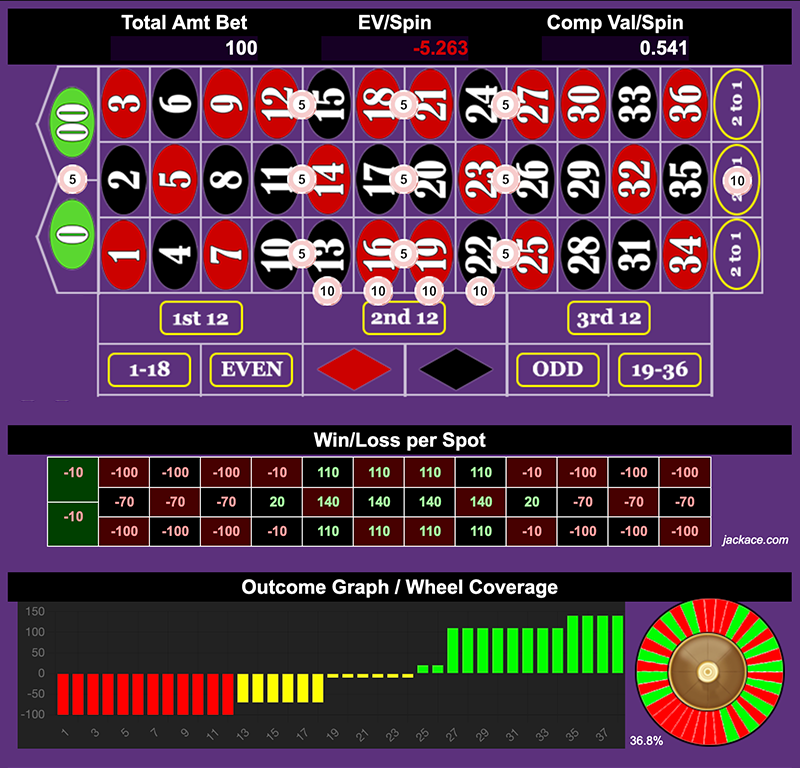 Total Amt Bet EV/Spin Comp Val/Spin
100 -5.263 0.541
00 3 6 9 12 5 15 18 5 21 24 5 27 30 33 36 2 to 1
5 2 5 8 11 5 14 17 5 20 23 5 26 29 32 35 10
0 1 4 7 10 5 13 16 5 19 22 5 25 28 31 34 2 to 1
10 10 10 10
1st 12 2nd 12 3rd 12
1-18 EVEN ODD 19-36
Win/Loss per Spot
-10 -100 -100 -100 -10 110 110 110 110 -10 -100 -100 -100
-70 -70 -70 20 140 140 140 140 20 -70 -70 -70
-10 -100 -100 -100 -10 110 110 110 110 -10 -100 -100 -100
jackace.com
Outcome Graph / Wheel Coverage
150
100
50
0
-50
-100
1 3 5 7 9 11 13 15 17 19 21 23 25 27 29 31 33 35 37
36.8%